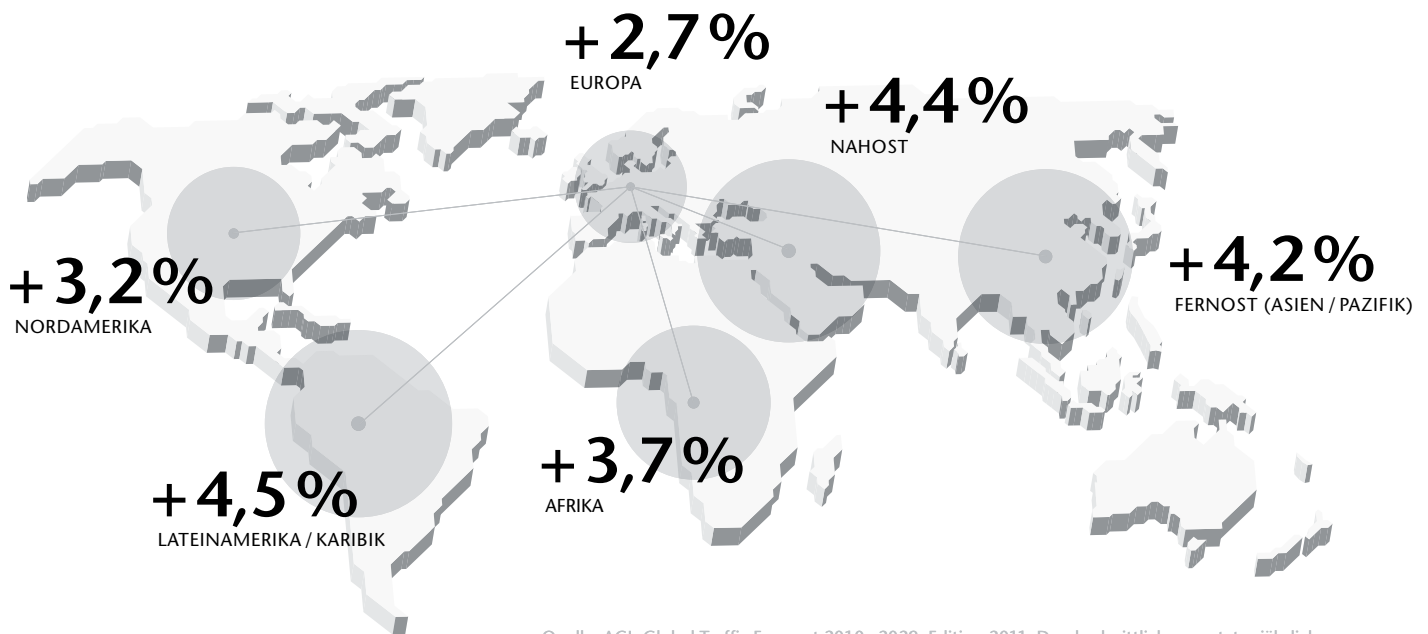 + 2,7 %
EUROPA
+ 4,4 %
NAHOST
+ 3,2 %
NORDAMERIKA
+ 4,2 %
FERNOST (ASIEN / PAZIFIK)
+ 4,5 %
LATEINAMERIKA / KARIBIK
+ 3,7 %
AFRIKA